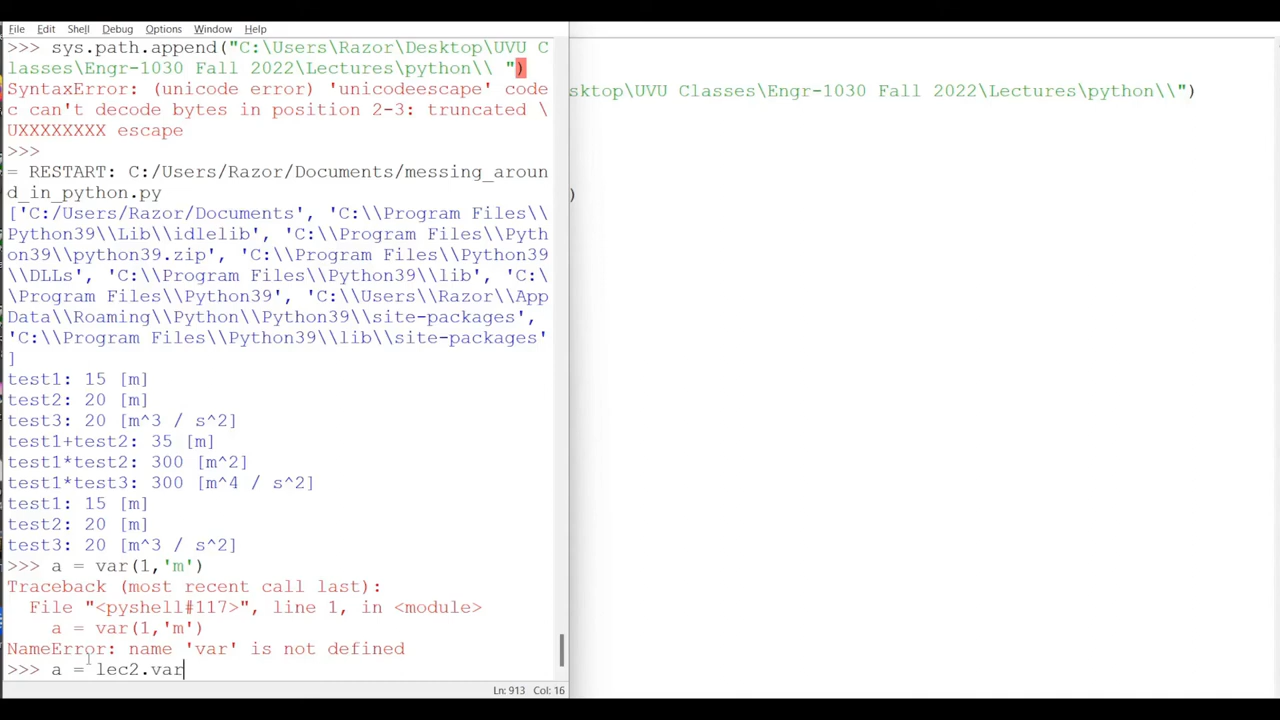 File Edit Shell Debug Options Window Help
>>> sys.path.append("C:\Users\Razor\Desktop\UVU C
lasses\Engr-1030 Fall 2022\Lectures\python\\ ")
SyntaxError: (unicode error) 'unicodeescape' code
c can't decode bytes in position 2-3: truncated \
UXXXXXXXX escape
>>>
= RESTART: C:/Users/Razor/Documents/messing_aroun
d_in_python.py
['C:/Users/Razor/Documents', 'C:\\Program Files\\
Python39\\Lib\\idlelib', 'C:\\Program Files\\Pyth
on39\\python39.zip', 'C:\\Program Files\\Python39
\\DLLs', 'C:\\Program Files\\Python39\\lib', 'C:\
\Program Files\\Python39', 'C:\\Users\\Razor\\App
Data\\Roaming\\Python\\Python39\\site-packages',
'C:\\Program Files\\Python39\\lib\\site-packages'
]
test1: 15 [m]
test2: 20 [m]
test3: 20 [m^3 / s^2]
test1+test2: 35 [m]
test1*test2: 300 [m^2]
test1*test3: 300 [m^4 / s^2]
test1: 15 [m]
test2: 20 [m]
test3: 20 [m^3 / s^2]
>>> a = var(1,'m')
Traceback (most recent call last):
File "<pyshell#117>", line 1, in <module>
a = var(1,'m')
NameError: name 'var' is not defined
>>> a = lec2.var
Ln: 913 Col: 16
sktop\UVU Classes\Engr-1030 Fall 2022\Lectures\python\\")
)